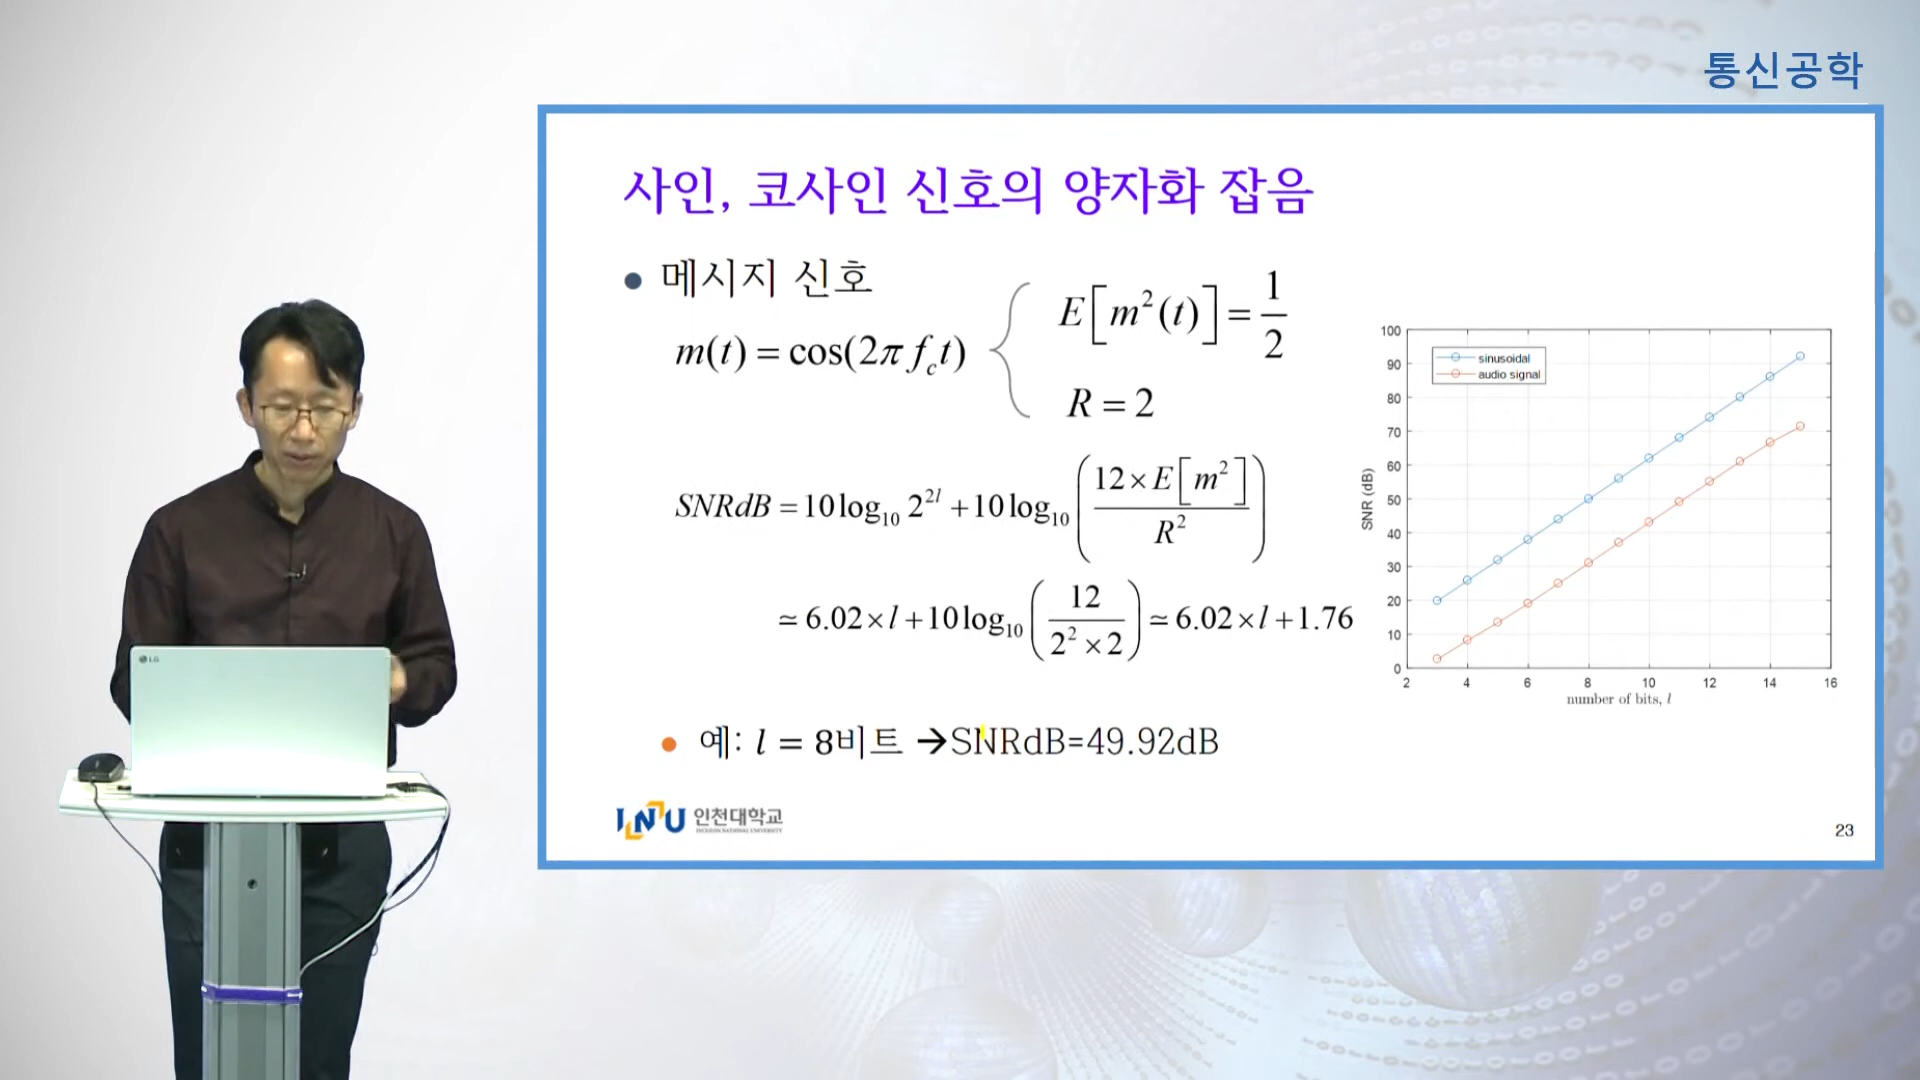 통신공학
사인, 코사인 신호의 양자화 잡음
● 메시지 신호
m(t) = cos(2π f_c t)
E[m²(t)] = 1/2
R = 2
SNRdB = 10 log₁₀ 2^{2l} + 10 log₁₀ (12 × E[m²] / R²)
≃ 6.02 × l + 10 log₁₀ (12 / (2² × 2)) ≃ 6.02 × l + 1.76
● 예: l = 8비트 →SNRdB=49.92dB
sinusoidal
audio signal
SNR (dB)
100
90
80
70
60
50
40
30
20
10
0
2 4 6 8 10 12 14 16
number of bits, l
INU 인천대학교
INCHEON NATIONAL UNIVERSITY
23
LG